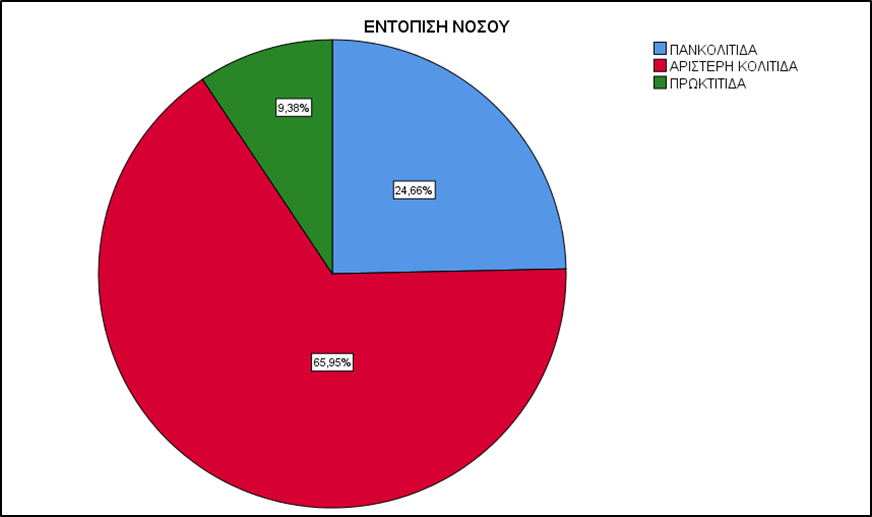 ΕΝΤΟΠΙΣΗ ΝΟΣΟΥ
ΠΑΝΚΟΛΙΤΙΔΑ
ΑΡΙΣΤΕΡΗ ΚΟΛΙΤΙΔΑ
ΠΡΩΚΤΙΤΙΔΑ
9,38%
24,66%
65,95%